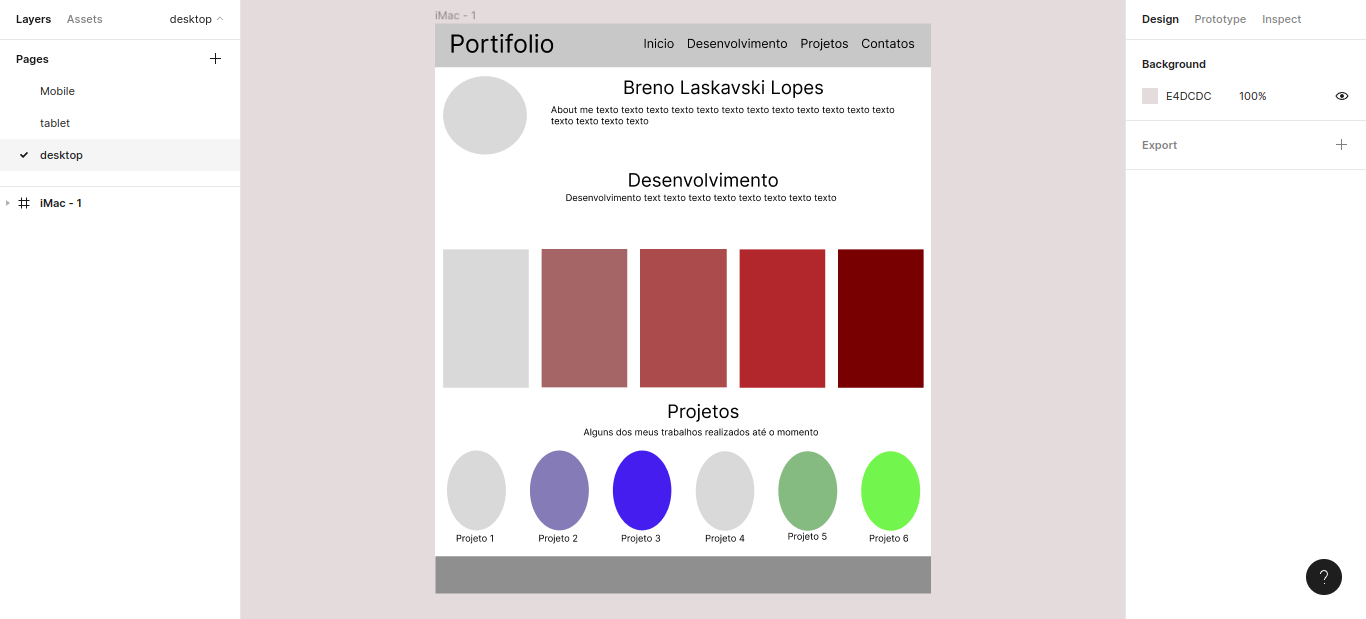 Layers Assets desktop
Pages
Mobile
tablet
desktop
iMac - 1
iMac - 1
Portifolio Inicio Desenvolvimento Projetos Contatos
Breno Laskavski Lopes
About me texto texto texto texto texto texto texto texto texto texto texto texto
texto texto texto texto
Desenvolvimento
Desenvolvimento text texto texto texto texto texto texto texto
Projetos
Alguns dos meus trabalhos realizados até o momento
Projeto 1 Projeto 2 Projeto 3 Projeto 4 Projeto 5 Projeto 6
Design Prototype Inspect
Background
E4DCDC 100%
Export
?